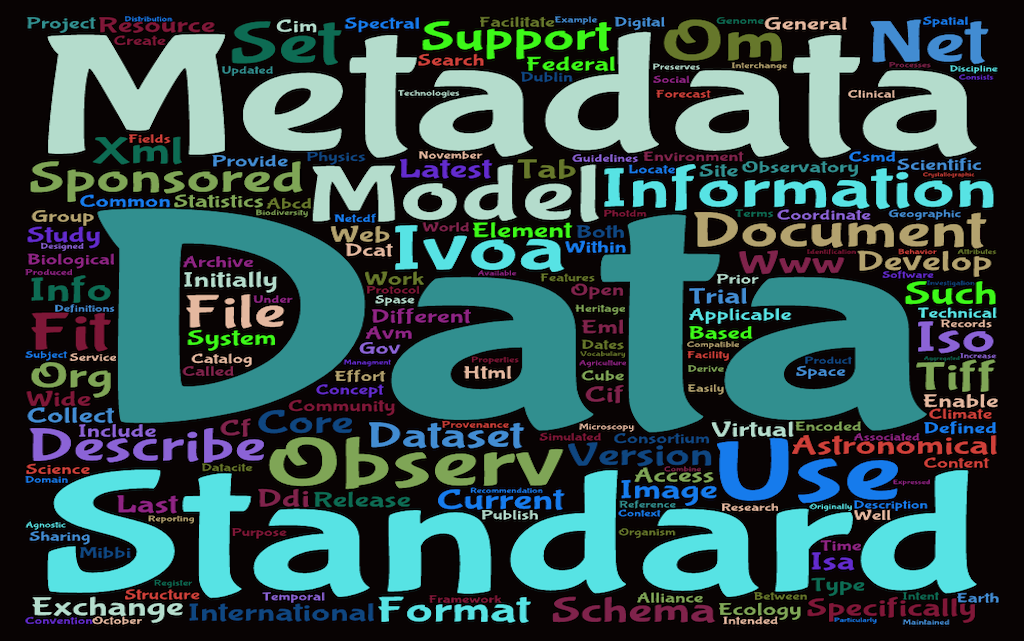 Project Resource Distribution Cim Spectral Facilitate Example Digital Genome General Spatial
Create Set Support Om Net
Metadata
Updated Search Federal Dublin Preserves Interchange Processes Discipline
Social Consists
Technologies Forecast Clinical
Xml Fields
Provide Physics November Guidelines Environment Observatory Csmd Scientific
Latest Tab Locate Site Crystallographic
Sponsored Model Information
Common Statistics Abcd Biodiversity
Group Netcdf World Element Both Photdm Terms Coordinate Geographic
Study Web Ivoa Document
Designed Dcat Within Identification Behavior Attributes
Biological Archive Www Develop
Produced Initially Work Available Features Prior Software Investigation
Info Protocol Open Trial Such
Data
File Under Spase Heritage
Definitions Different Applicable Technical
Fit System Avm Eml Based Records
Gov Dates Compatible Iso
Subject Service Catalog Managment Properties Vocabulary Facility Product Aggregated Increase
Called Html Agriculture Derive Space
Org Effort Cube Tiff
Wide Concept Cif Easily Enable
Collect Community Climate
Include Cf Core Dataset Provenance Microscopy Virtual Encoded Defined
Describe Simulated Consortium Astronomical Associated
Observ Version Use
Science Datacite Access Combine Content
Domain Recommendation Image Expressed
Standard
Last Ddi Release Current Reference Research Originally Description
Reporting Publish Context Well
Agnostic Purpose Organism
Sharing Time
Mibbi Isa
Register Type
Structure Temporal Framework Alliance Between Intent Earth
Exchange International Format Schema Ecology Specifically
Convention October Intended Particularly Maintained